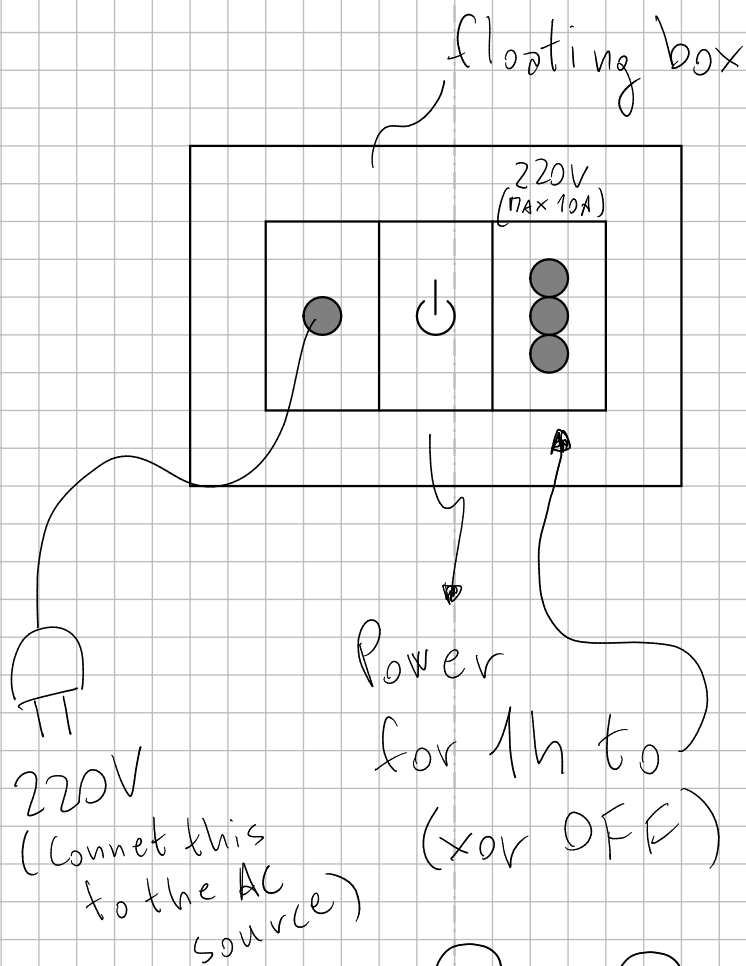 floating box
220V
(MAX 10A)
Power
for 1h to
(xor OFF)
220V
(Connet this
to the AC
source)